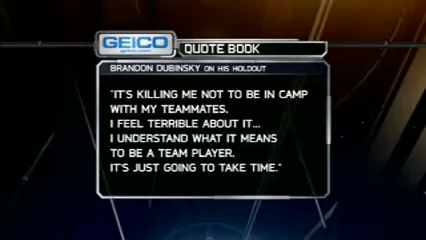 GEICO
QUOTE BOOK
BRANDON DUBINSKY ON HIS HOLDOUT
"IT'S KILLING ME NOT TO BE IN CAMP
WITH MY TEAMMATES.
I FEEL TERRIBLE ABOUT IT...
I UNDERSTAND WHAT IT MEANS
TO BE A TEAM PLAYER.
IT'S JUST GOING TO TAKE TIME."